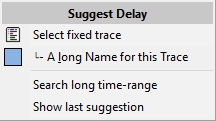 Suggest Delay
Select fixed trace
└- A long Name for this Trace
Search long time-range
Show last suggestion